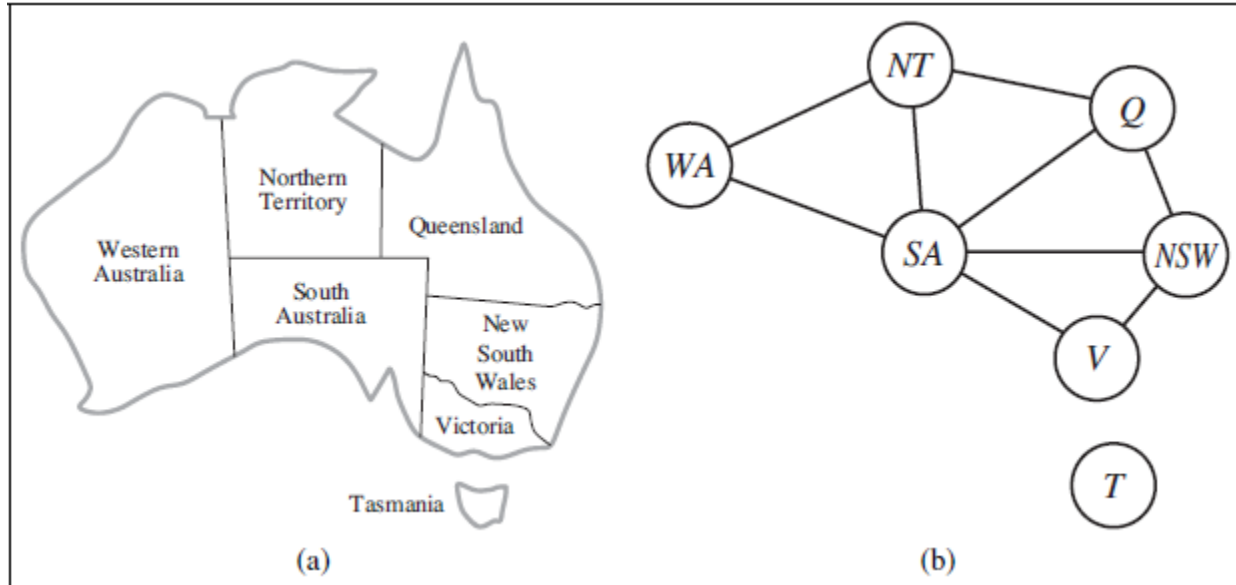 Western
Australia
Northern
Territory
Queensland
South
Australia
New
South
Wales
Victoria
Tasmania
(a)
NT
Q
WA
SA
NSW
V
T
(b)